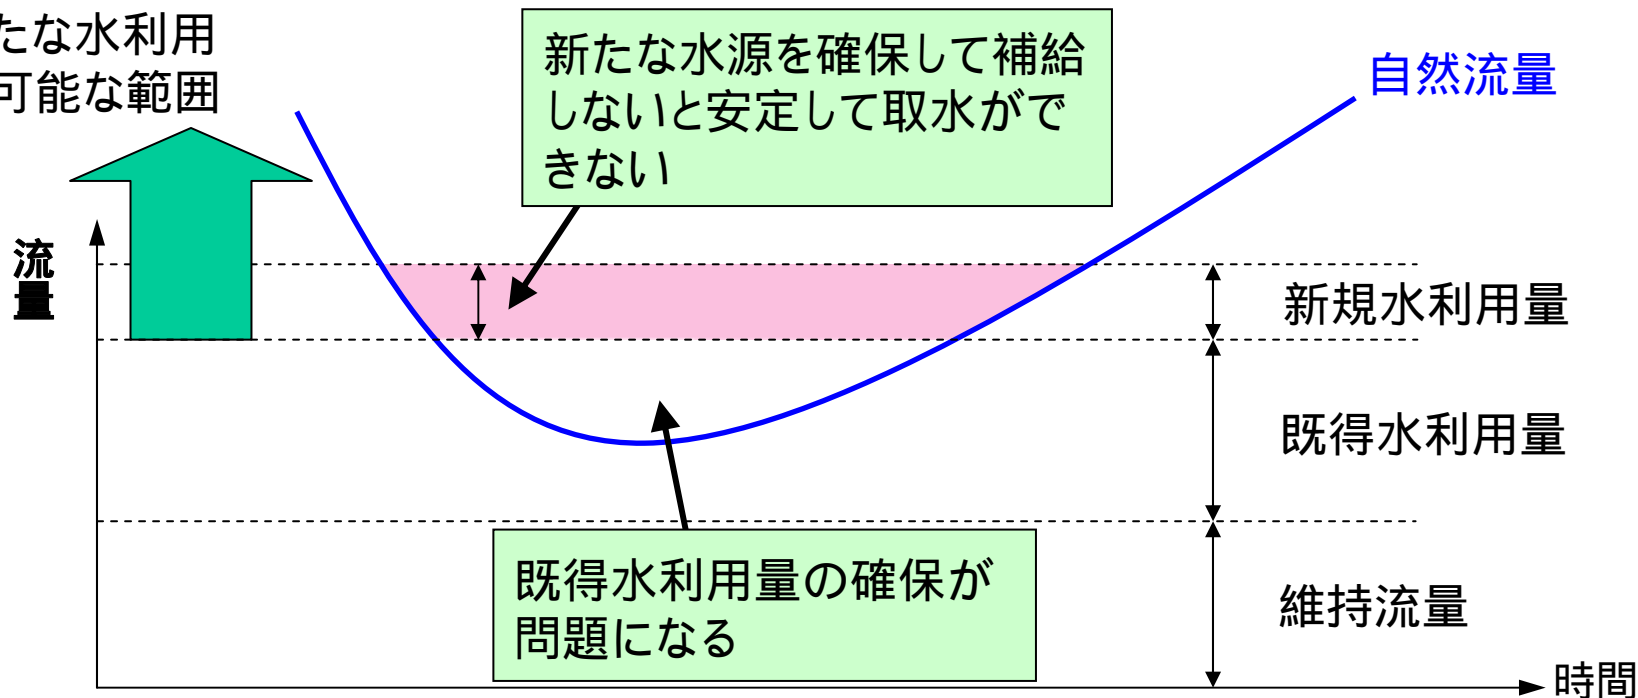 たな水利用
可能な範囲
新たな水源を確保して補給
しないと安定して取水がで
きない
自然流量
流量
新規水利用量
既得水利用量
既得水利用量の確保が
問題になる
維持流量
時間